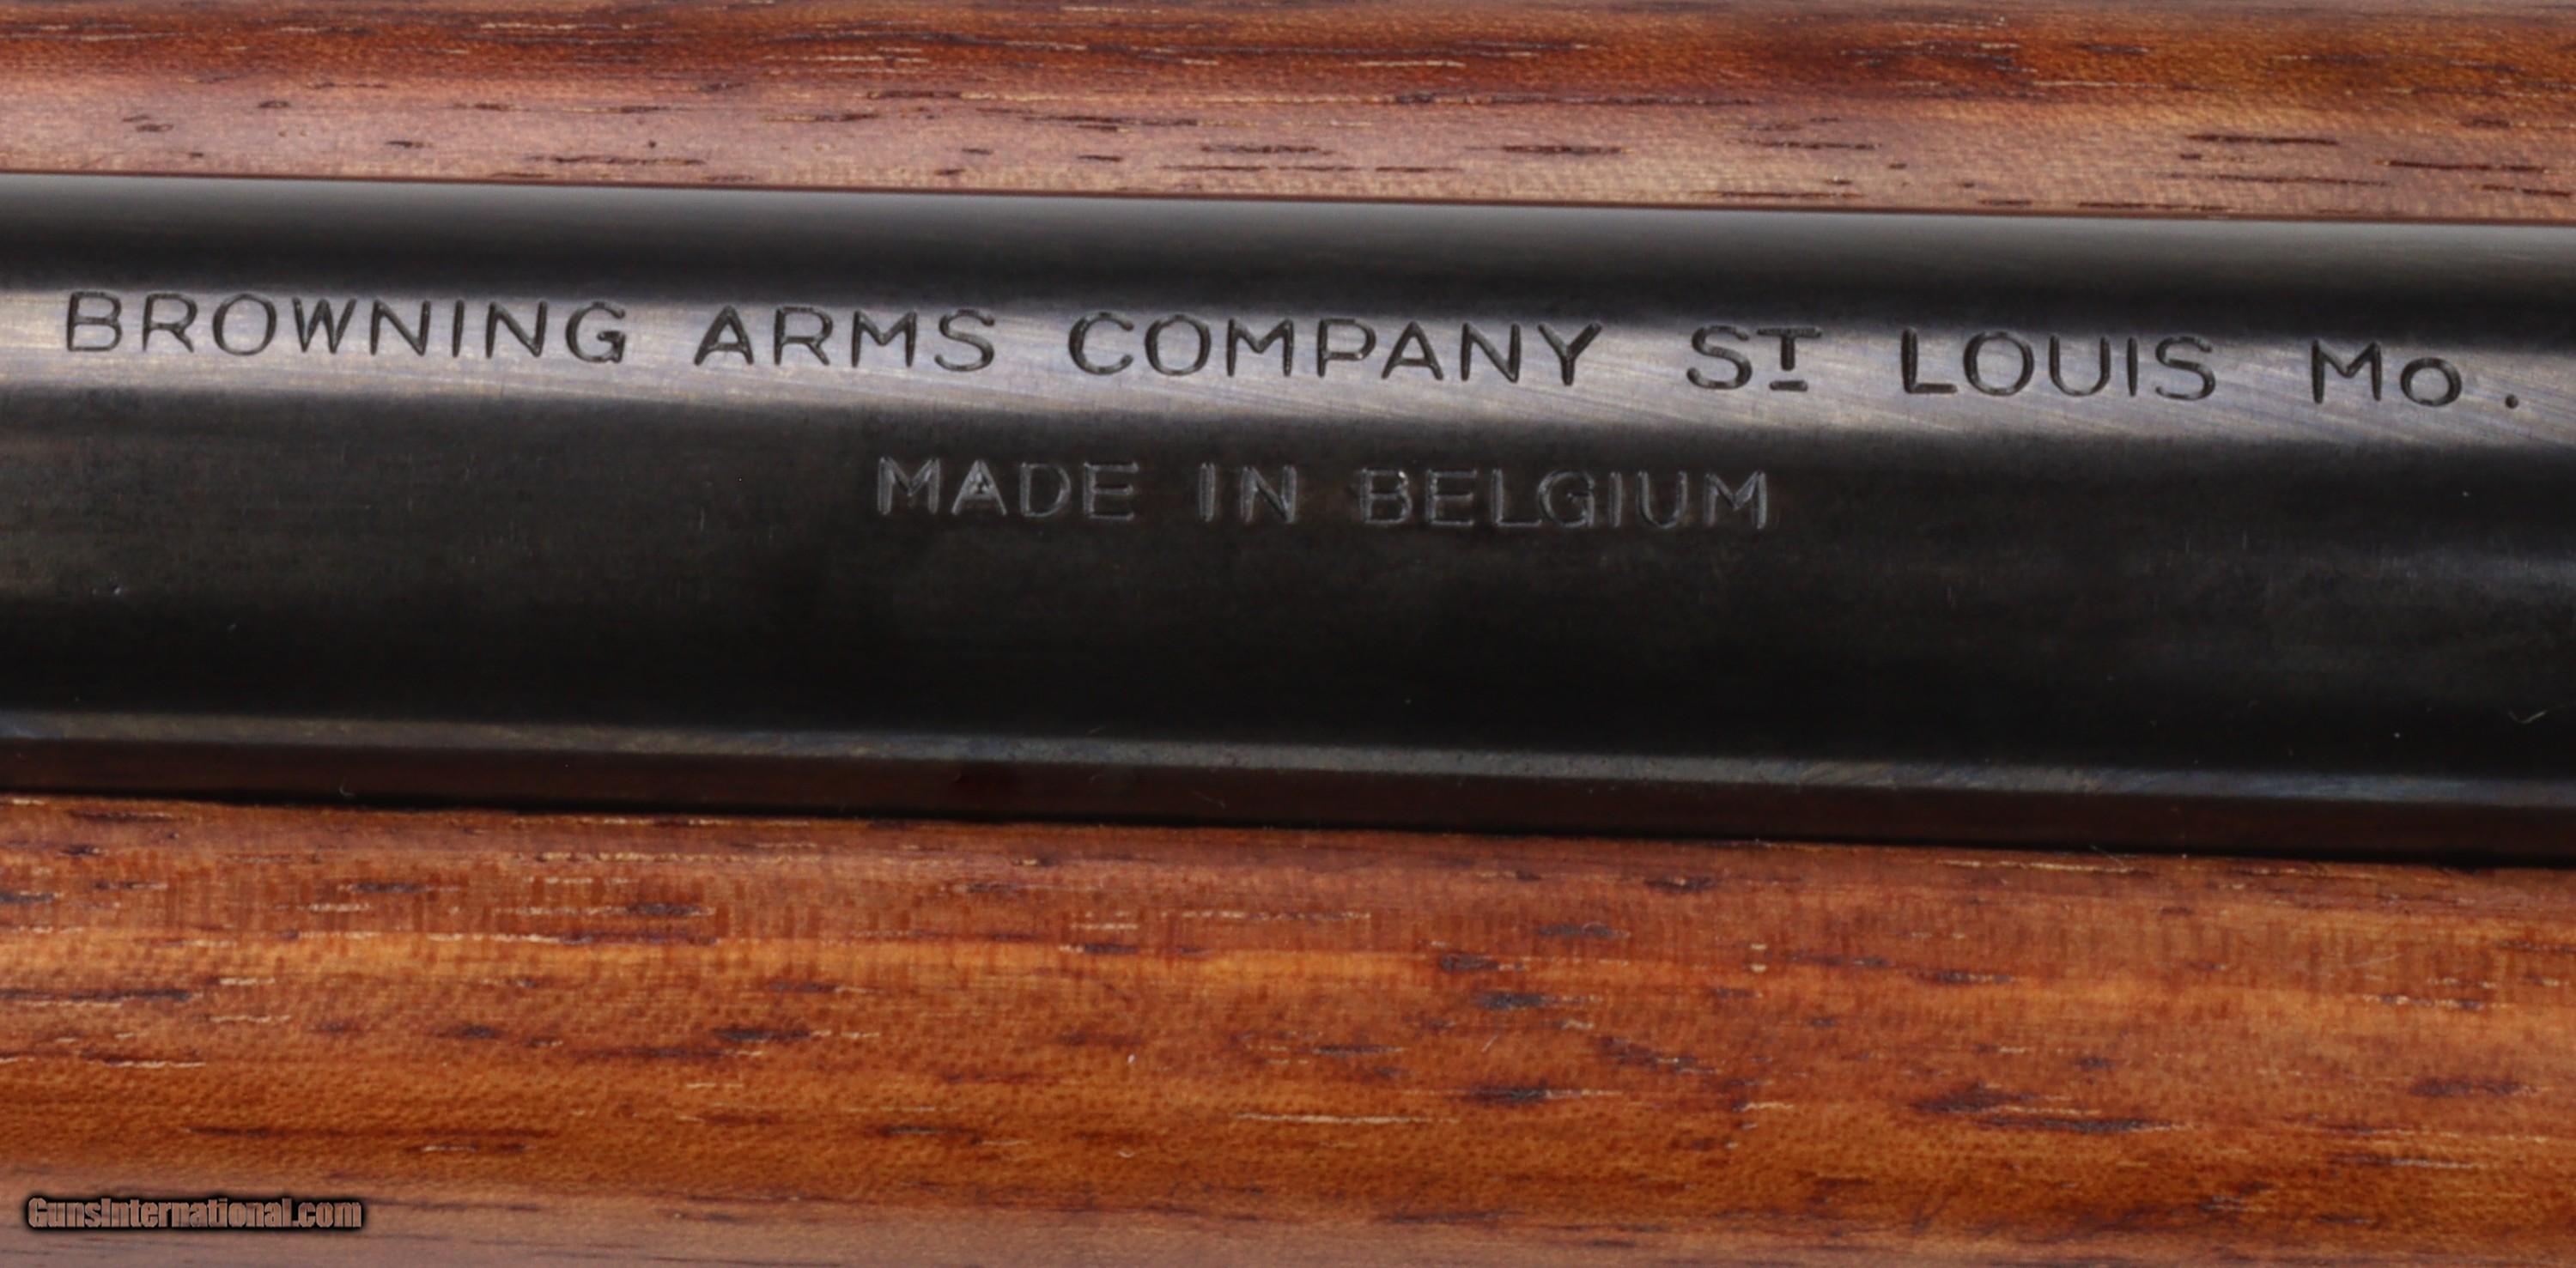 BROWNING ARMS COMPANY ST LOUIS Mo.
MADE IN BELGIUM
GunsInternational.com